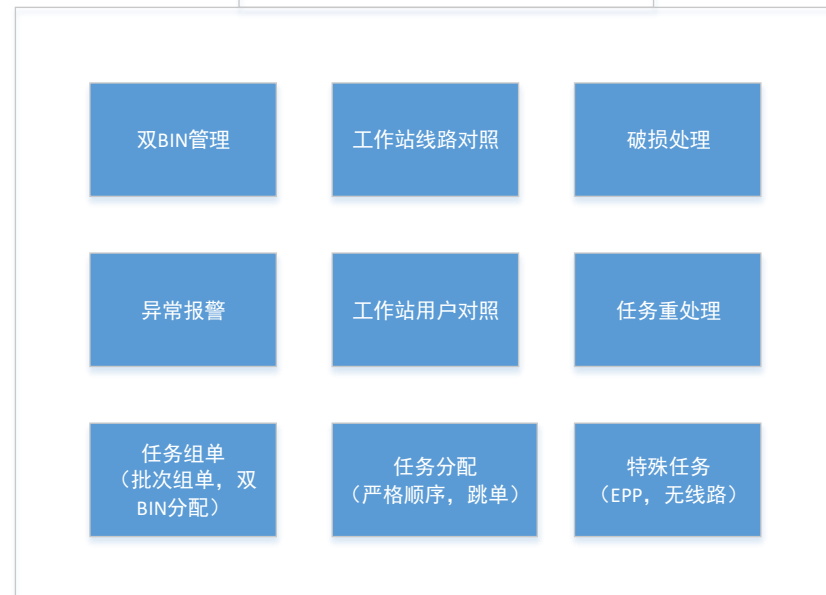 双BIN管理
工作站线路对照
破损处理
异常报警
工作站用户对照
任务重处理
任务组单
（批次组单，双
BIN分配）
任务分配
（严格顺序，跳单）
特殊任务
（EPP，无线路）